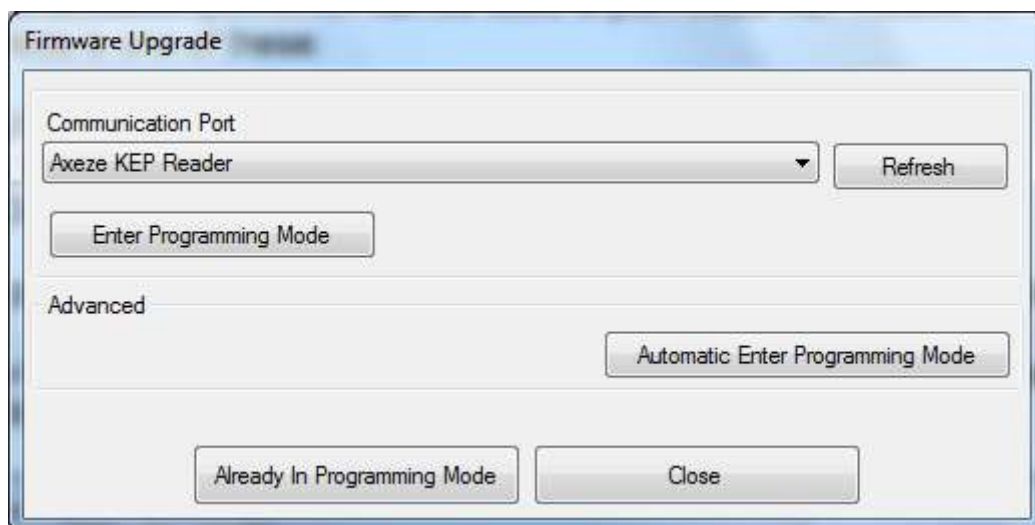 Firmware Upgrade
Communication Port
Axeze KEP Reader
Refresh
Enter Programming Mode
Advanced
Automatic Enter Programming Mode
Already In Programming Mode
Close